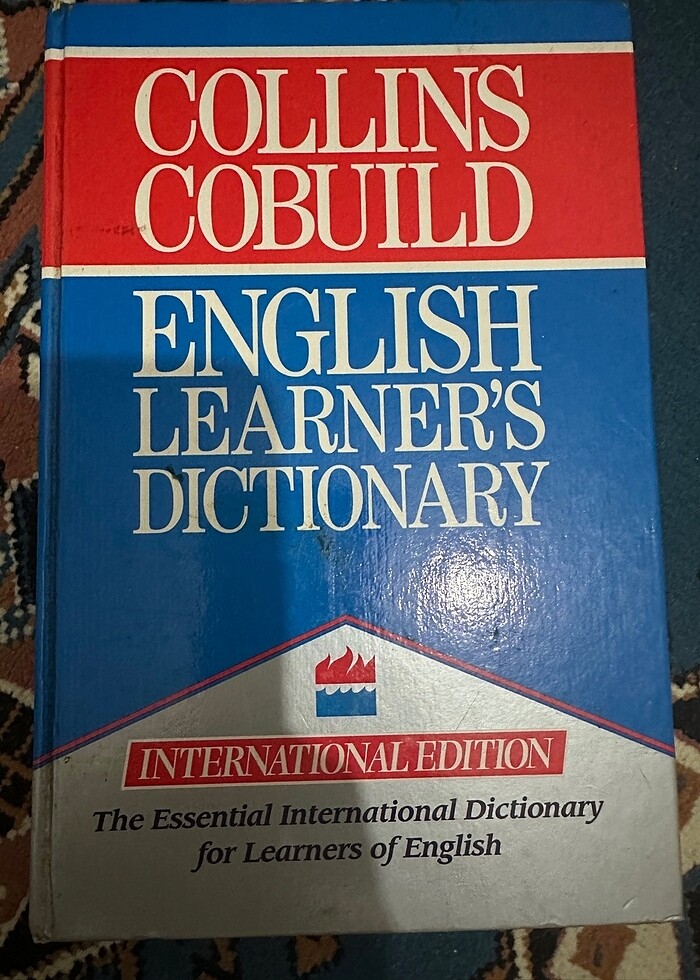 COLLINS
COBUILD
ENGLISH
LEARNER'S
DICTIONARY
INTERNATIONAL EDITION
The Essential International Dictionary
for Learners of English